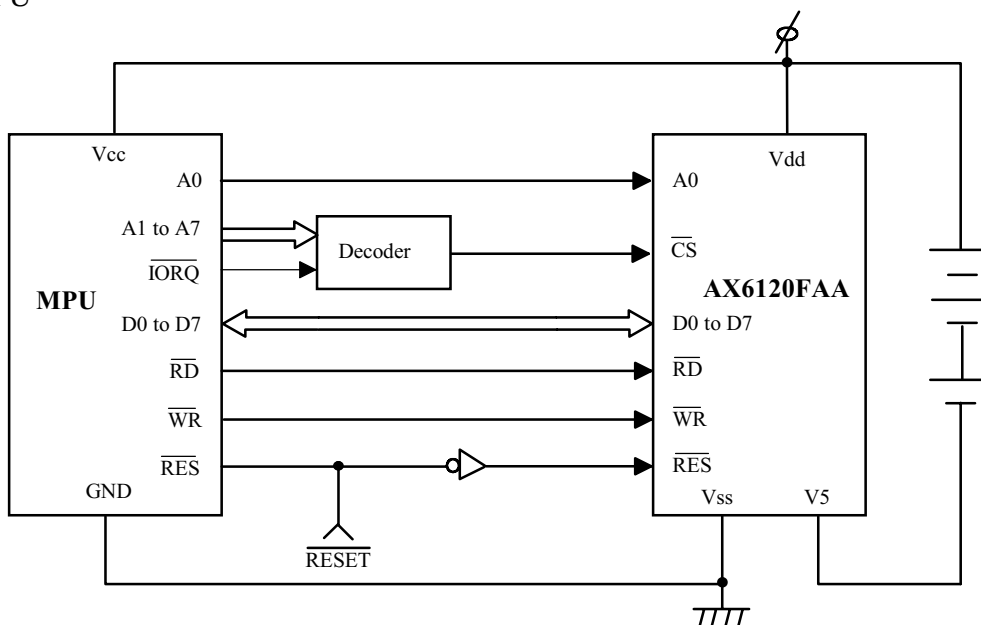 Vcc
Vdd
A0
A0
A1 to A7
Decoder
CS
IORQ
MPU
AX6120FAA
D0 to D7
D0 to D7
RD
RD
WR
WR
RES
RES
GND
Vss
V5
RESET